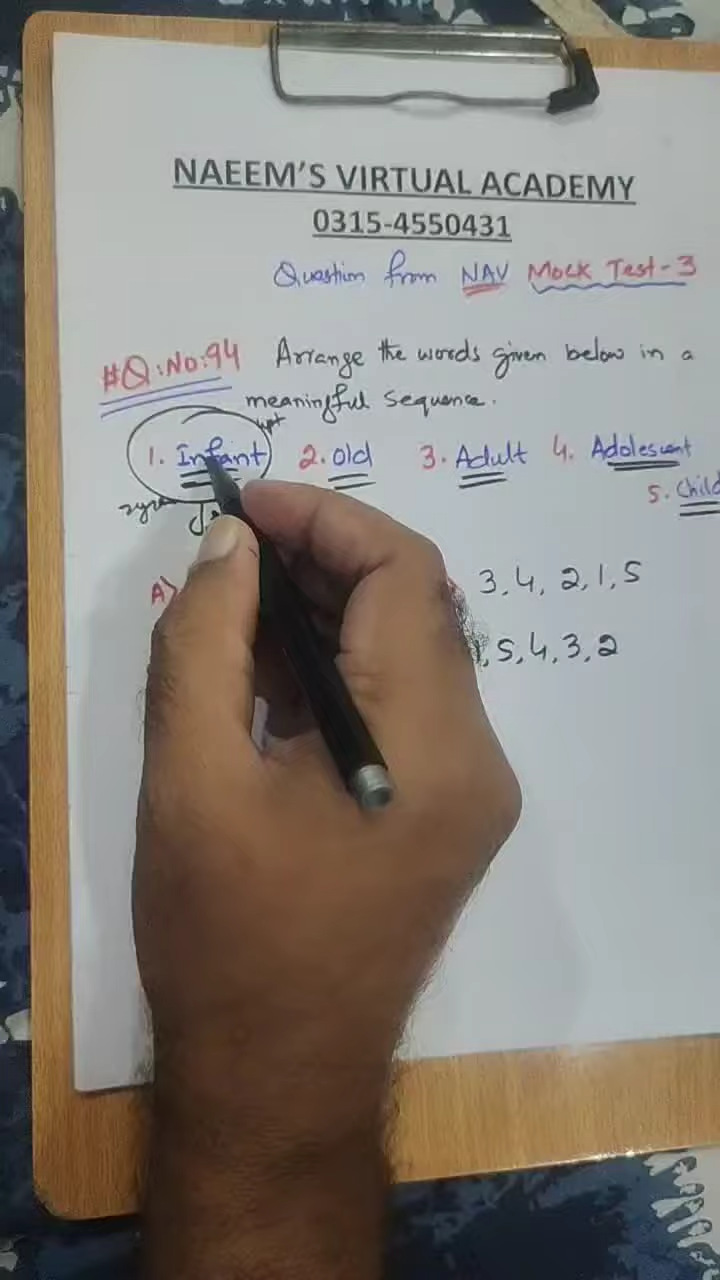 NAEEM'S VIRTUAL ACADEMY
0315-4550431
Question from NAV Mock Test-3
#Q:No:94 Arrange the words given below in a
meaningful sequence.
1. Infant 2. old 3. Adult 4. Adolescent
5. Child
A) 3,4, 2,1,5
1,5,4,3,2